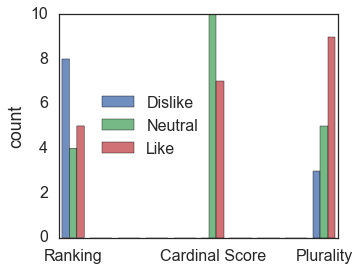 10
8
6
4
2
0
count
Dislike
Neutral
Like
Ranking
Cardinal Score
Plurality